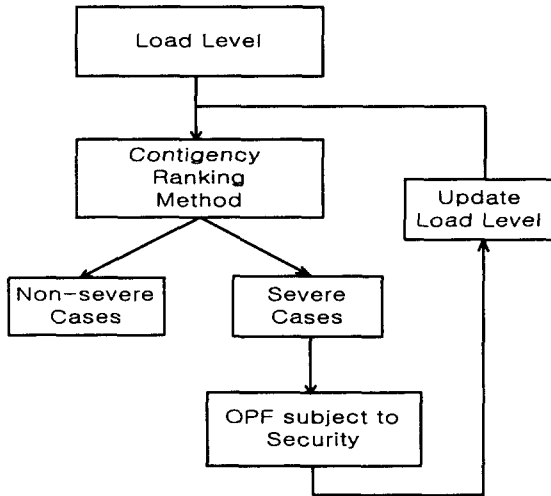 Load Level
Contigency
Ranking
Method
Update
Load Level
Non-severe
Cases
Severe
Cases
OPF subject to
Security